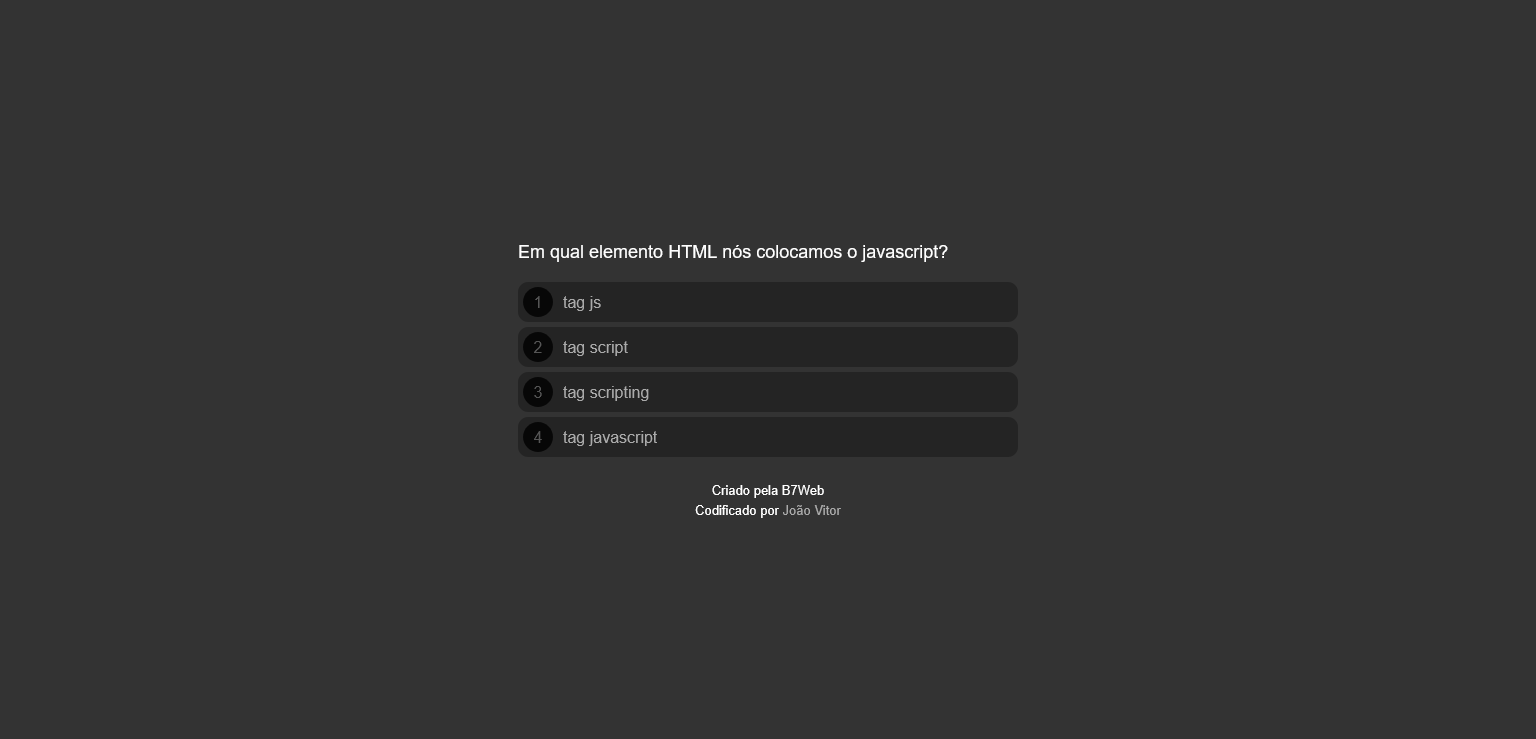 Em qual elemento HTML nós colocamos o javascript?
1 tag js
2 tag script
3 tag scripting
4 tag javascript
Criado pela B7Web
Codificado por João Vitor